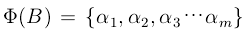 Φ(B) = {α₁, α₂, α₃ ⋯ αₘ}